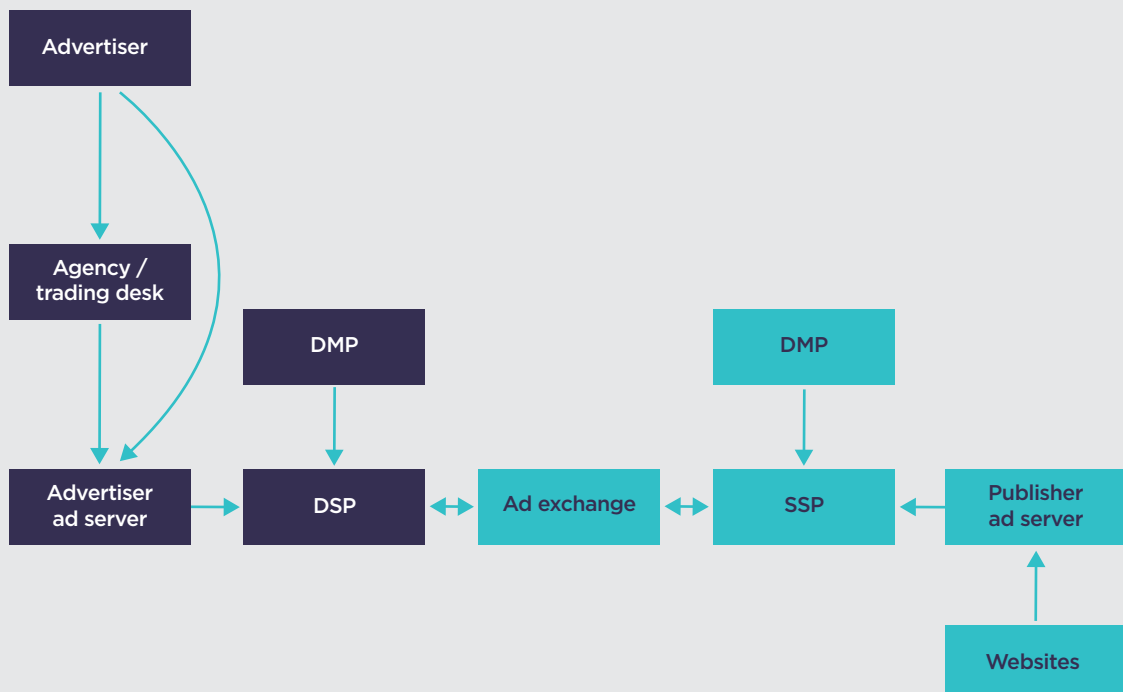 Advertiser
Agency /
trading desk
DMP
DMP
Advertiser
ad server
DSP
Ad exchange
SSP
Publisher
ad server
Websites